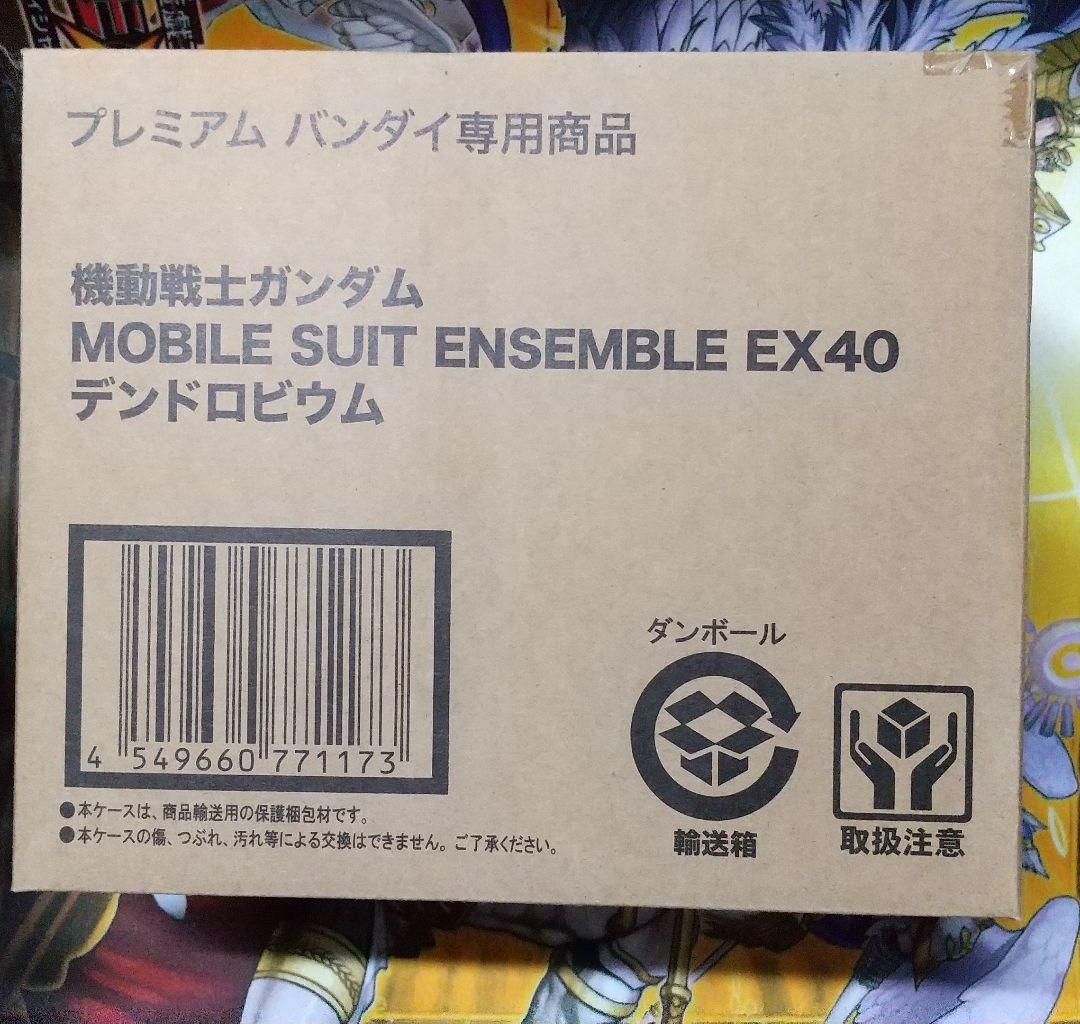 プレミアム バンダイ専用商品
機動戦士ガンダム
MOBILE SUIT ENSEMBLE EX40
デンドロビウム
4 549660 771173
●本ケースは、商品輸送用の保護梱包材です。
●本ケースの傷、つぶれ、汚れ等による交換はできません。ご了承ください。
ダンボール
輸送箱
取扱注意